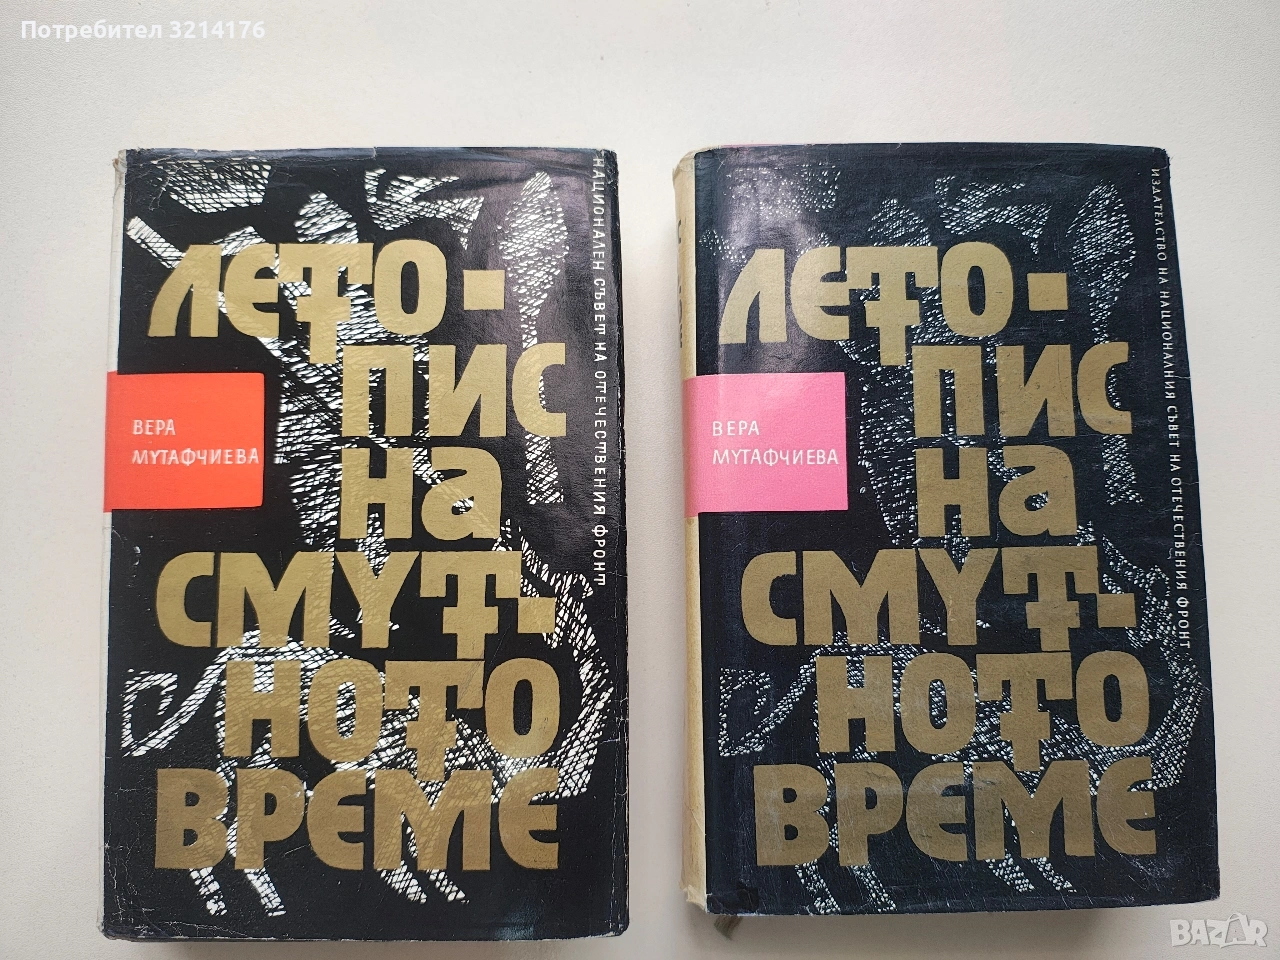 Потребител 3214176
ЛЕТО-
ПИС
НА
СМУТ-
НОТО
ВРЕМЕ
ВЕРА
МУТАФЧИЕВА
НАЦИОНАЛЕН СЪВЕТ НА ОТЕЧЕСТВЕНИЯ ФРОНТ
ЛЕТО-
ПИС
НА
СМУТ-
НОТО
ВРЕМЕ
ВЕРА
МУТАФЧИЕВА
ИЗДАТЕЛСТВО НА НАЦИОНАЛНИЯ СЪВЕТ НА ОТЕЧЕСТВЕНИЯ ФРОНТ
BAZAR